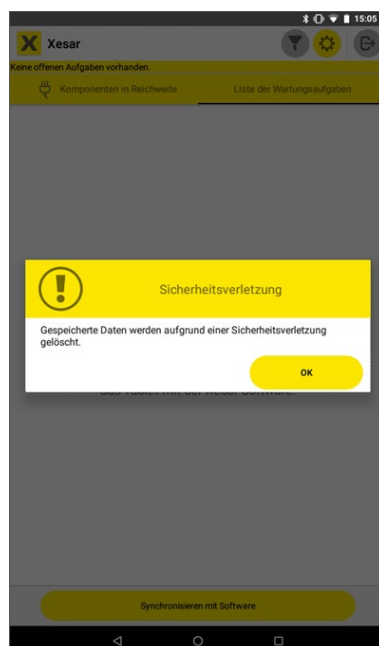 15:05
X Xesar
Keine offenen Aufgaben vorhanden.
Komponenten in Reichweite
Liste der Wartungsaufgaben
Sicherheitsverletzung
Gespeicherte Daten werden aufgrund einer Sicherheitsverletzung
gelöscht.
OK
das Tablet mit der Xesar Software.
Synchronisieren mit Software